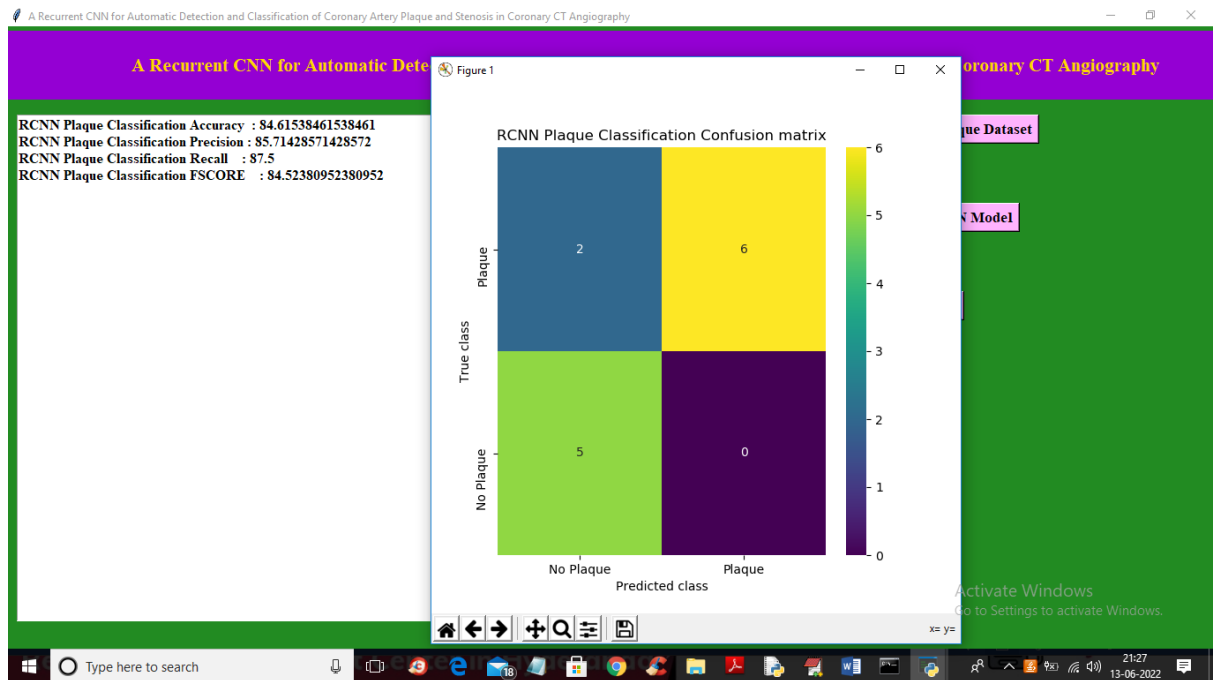 A Recurrent CNN for Automatic Detection and Classification of Coronary Artery Plaque and Stenosis in Coronary CT Angiography
A Recurrent CNN for Automatic Dete
oronary CT Angiography
Figure 1
RCNN Plaque Classification Accuracy : 84.61538461538461
RCNN Plaque Classification Precision : 85.71428571428572
RCNN Plaque Classification Recall : 87.5
RCNN Plaque Classification FSCORE : 84.52380952380952
que Dataset
N Model
RCNN Plaque Classification Confusion matrix
Plaque
No Plaque
True class
2
6
5
0
6
5
4
3
2
1
0
No Plaque
Plaque
Predicted class
x= y=
Activate Windows
Go to Settings to activate Windows.
Type here to search
18
21:27
13-06-2022